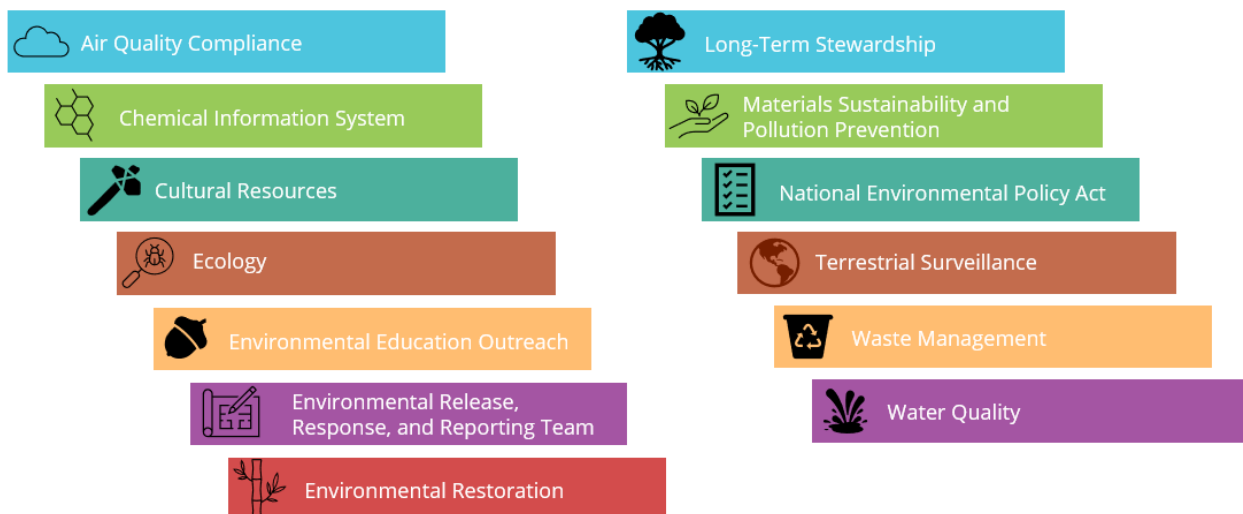 Air Quality Compliance
Chemical Information System
Cultural Resources
Ecology
Environmental Education Outreach
Environmental Release,
Response, and Reporting Team
Environmental Restoration
Long-Term Stewardship
Materials Sustainability and
Pollution Prevention
National Environmental Policy Act
Terrestrial Surveillance
Waste Management
Water Quality